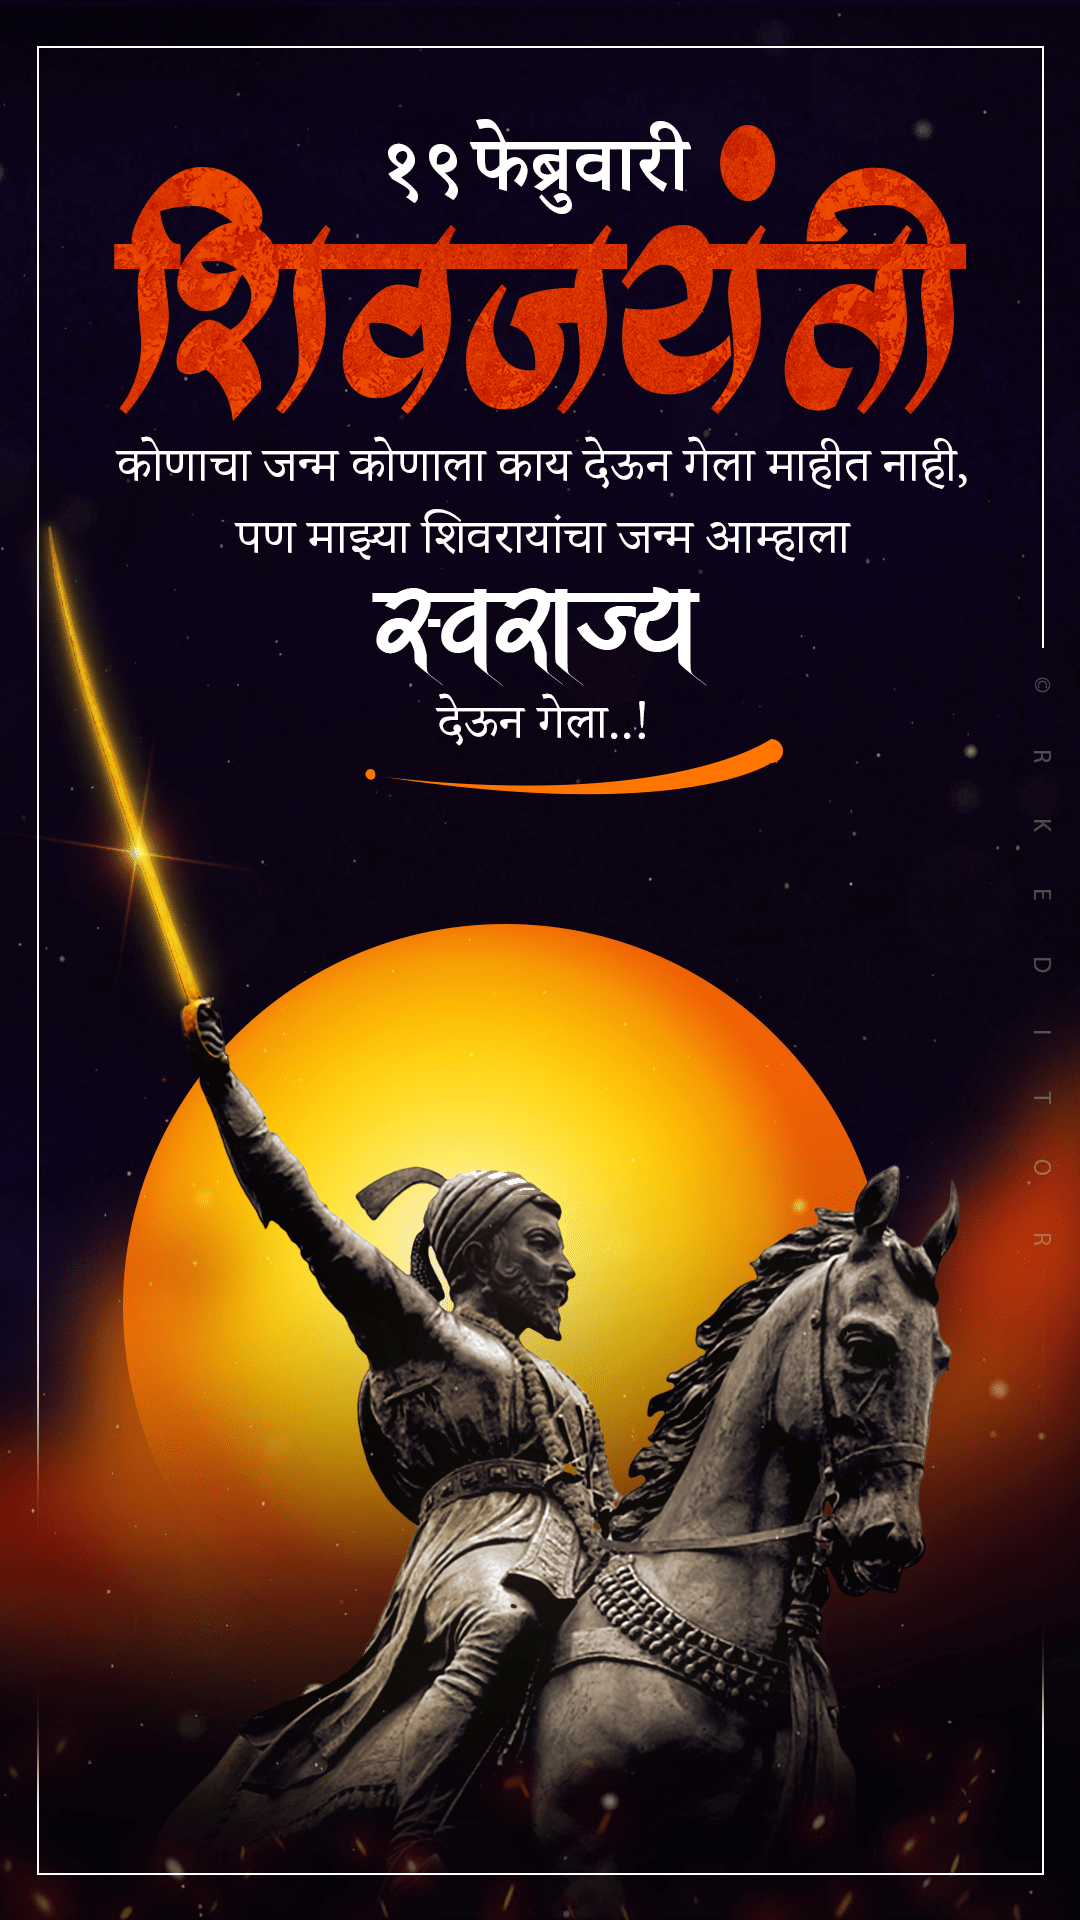 १९ फेब्रुवारी
शिवजयंती
कोणाचा जन्म कोणाला काय देऊन गेला माहीत नाही,
पण माझ्या शिवरायांचा जन्म आम्हाला
स्वराज्य
देऊन गेला..!
© RK EDITOR